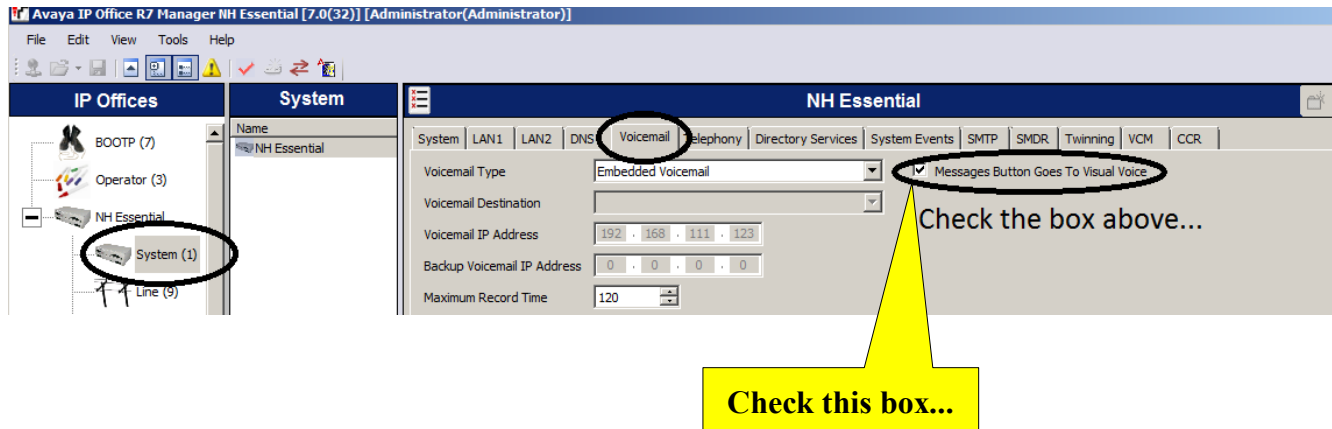 Avaya IP Office R7 Manager NH Essential [7.0(32)] [Administrator(Administrator)]
File Edit View Tools Help
IP Offices
System
NH Essential
BOOTP (7)
Operator (3)
NH Essential
System (1)
Line (9)
Name
NH Essential
System LAN1 LAN2 DNS Voicemail Telephony Directory Services System Events SMTP SMDR Twinning VCM CCR
Voicemail Type Embedded Voicemail Messages Button Goes To Visual Voice
Voicemail Destination
Voicemail IP Address 192 . 168 . 111 . 123
Backup Voicemail IP Address 0 . 0 . 0 . 0
Maximum Record Time 120
Check the box above...
Check this box...